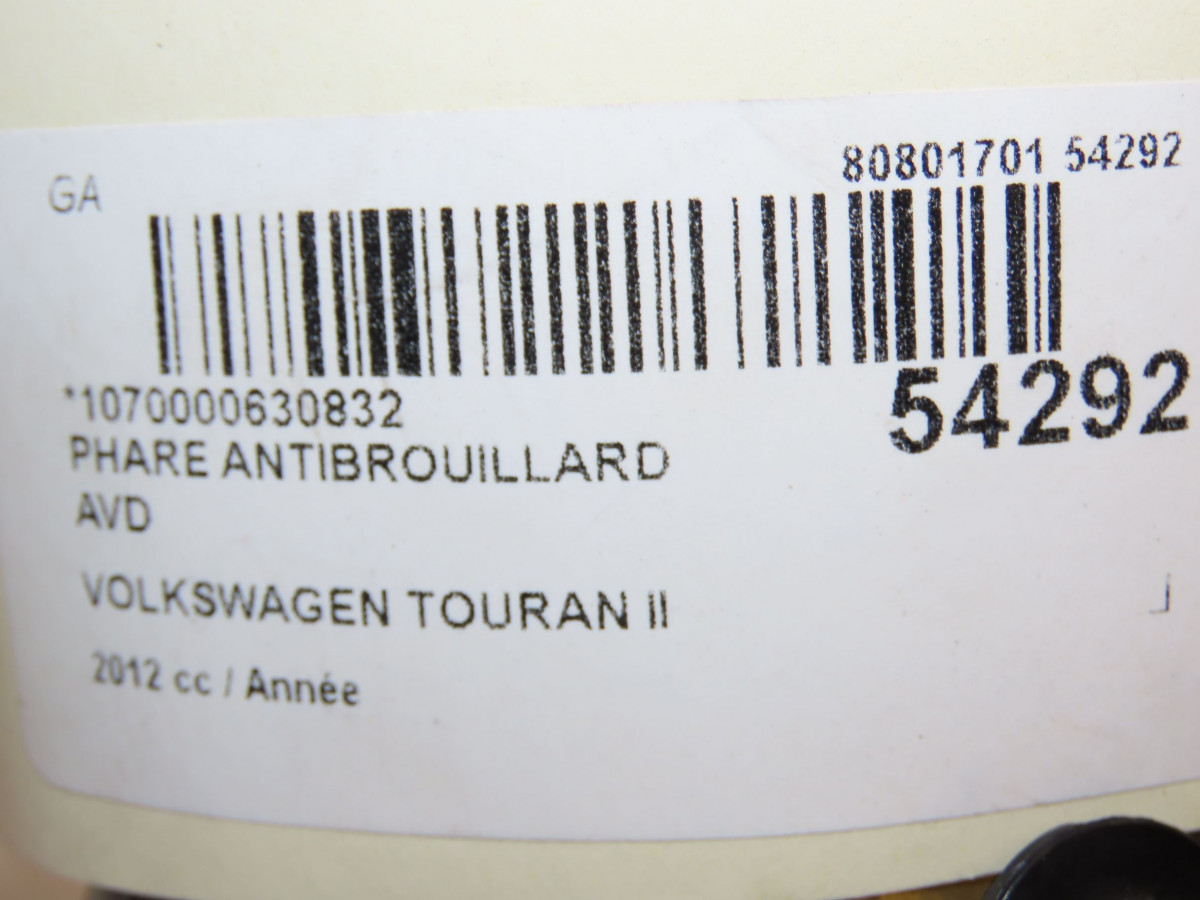 GA
80801701 54292
*1070000630832
54292
PHARE ANTIBROUILLARD
AVD
VOLKSWAGEN TOURAN II
2012 cc / Année